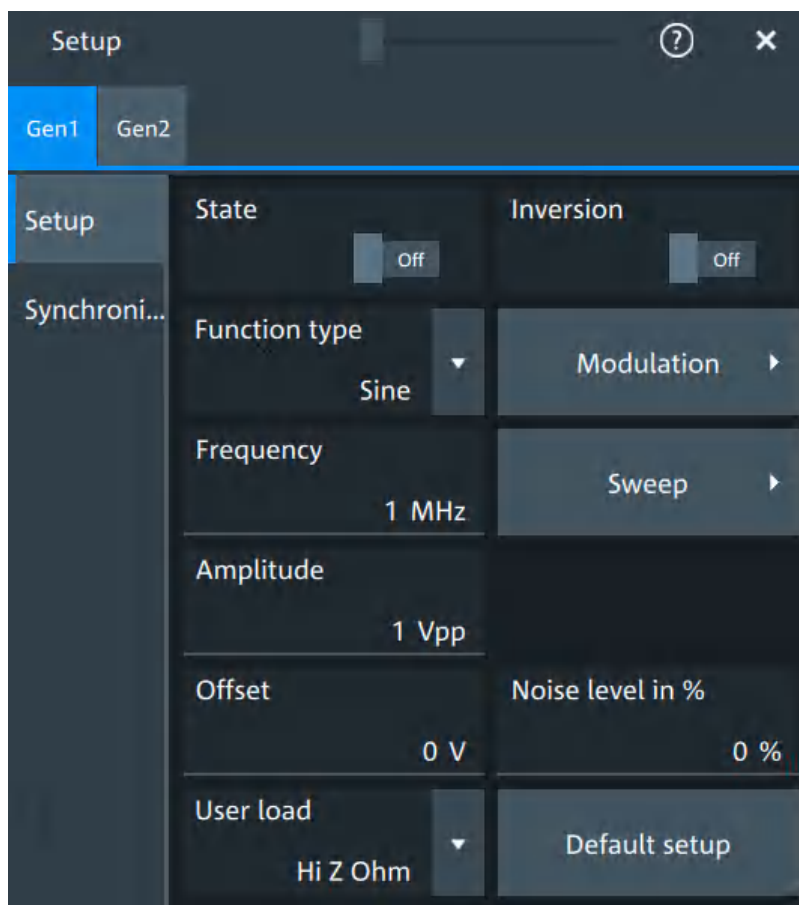 Setup
?
Gen1 Gen2
Setup
State
Off
Inversion
Off
Synchroni...
Function type
Sine
Modulation
Frequency
1 MHz
Sweep
Amplitude
1 Vpp
Offset
0 V
Noise level in %
0 %
User load
Hi Z Ohm
Default setup